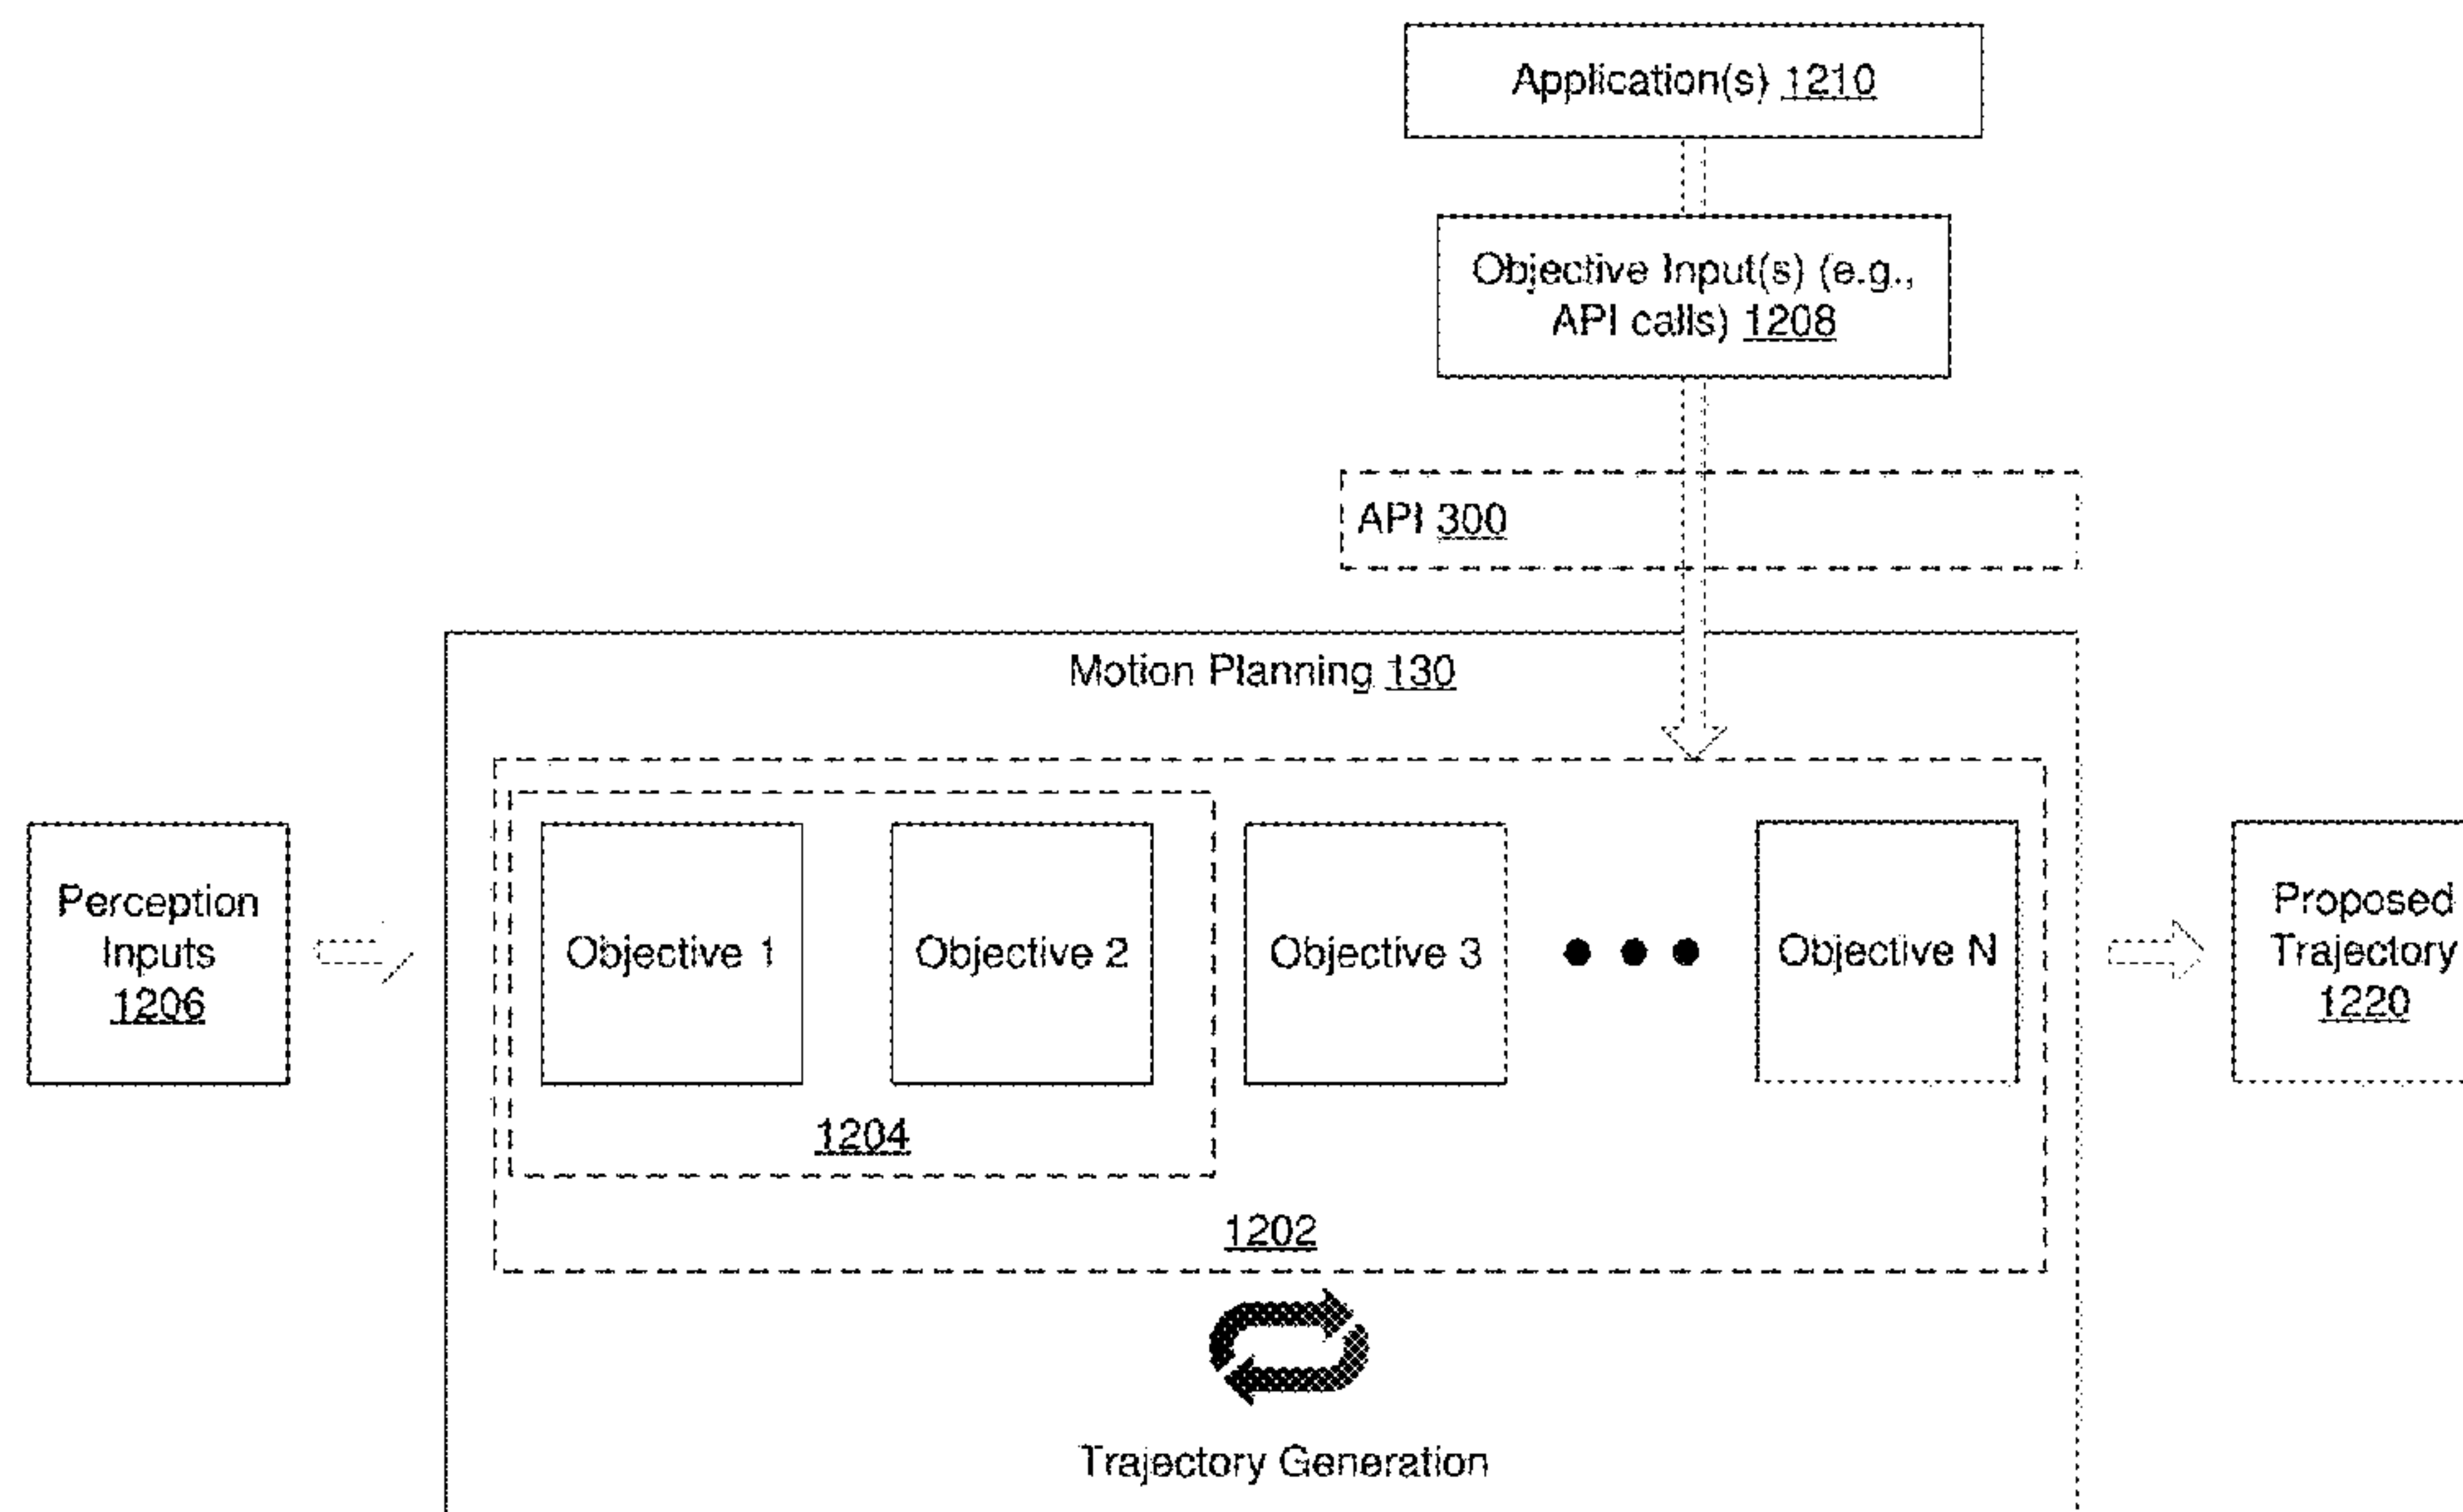 Application(s) 1210
Objective Input(s) (e.g.,
API calls) 1208
API 300
Motion Planning 130
Perception
Inputs
1206
Objective 1
Objective 2
Objective 3
Objective N
Proposed
Trajectory
1220
1204
1202
Trajectory Generation